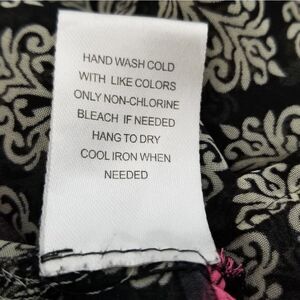 HAND WASH COLD
WITH LIKE COLORS
ONLY NON-CHLORINE
BLEACH IF NEEDED
HANG TO DRY
COOL IRON WHEN
NEEDED